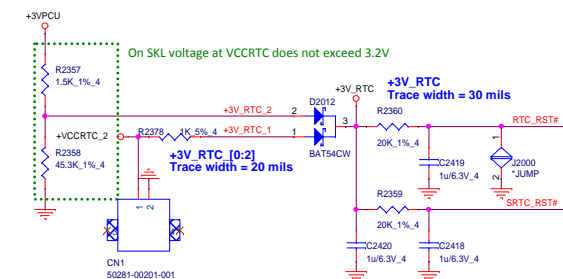 +3VPCU
On SKL voltage at VCCRTC does not exceed 3.2V
R2357
1.5K_1%_4
+3V_RTC_2
2
D2012
3
+3V_RTC
+3V_RTC
Trace width = 30 mils
R2360
20K_1%_4
RTC_RST#
+VCCRTC_2
R2378
1K_5%_4
+3V_RTC_1
1
BAT54CW
R2358
45.3K_1%_4
+3V_RTC_[0:2]
Trace width = 20 mils
C2419
1u/6.3V_4
1
2
J2000
*JUMP
R2359
20K_1%_4
SRTC_RST#
1
2
CN1
50281-00201-001
C2420
1u/6.3V_4
C2418
1u/6.3V_4